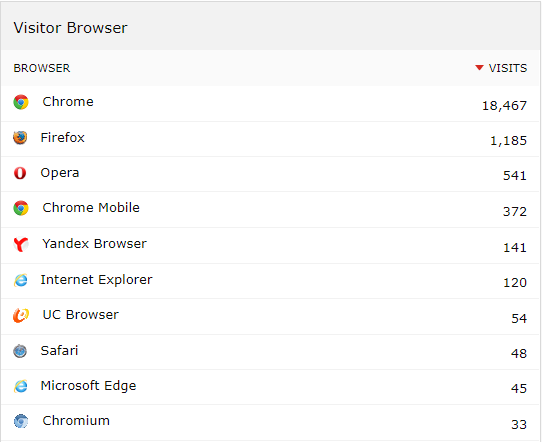 Visitor Browser
BROWSER VISITS
Chrome 18,467
Firefox 1,185
Opera 541
Chrome Mobile 372
Yandex Browser 141
Internet Explorer 120
UC Browser 54
Safari 48
Microsoft Edge 45
Chromium 33